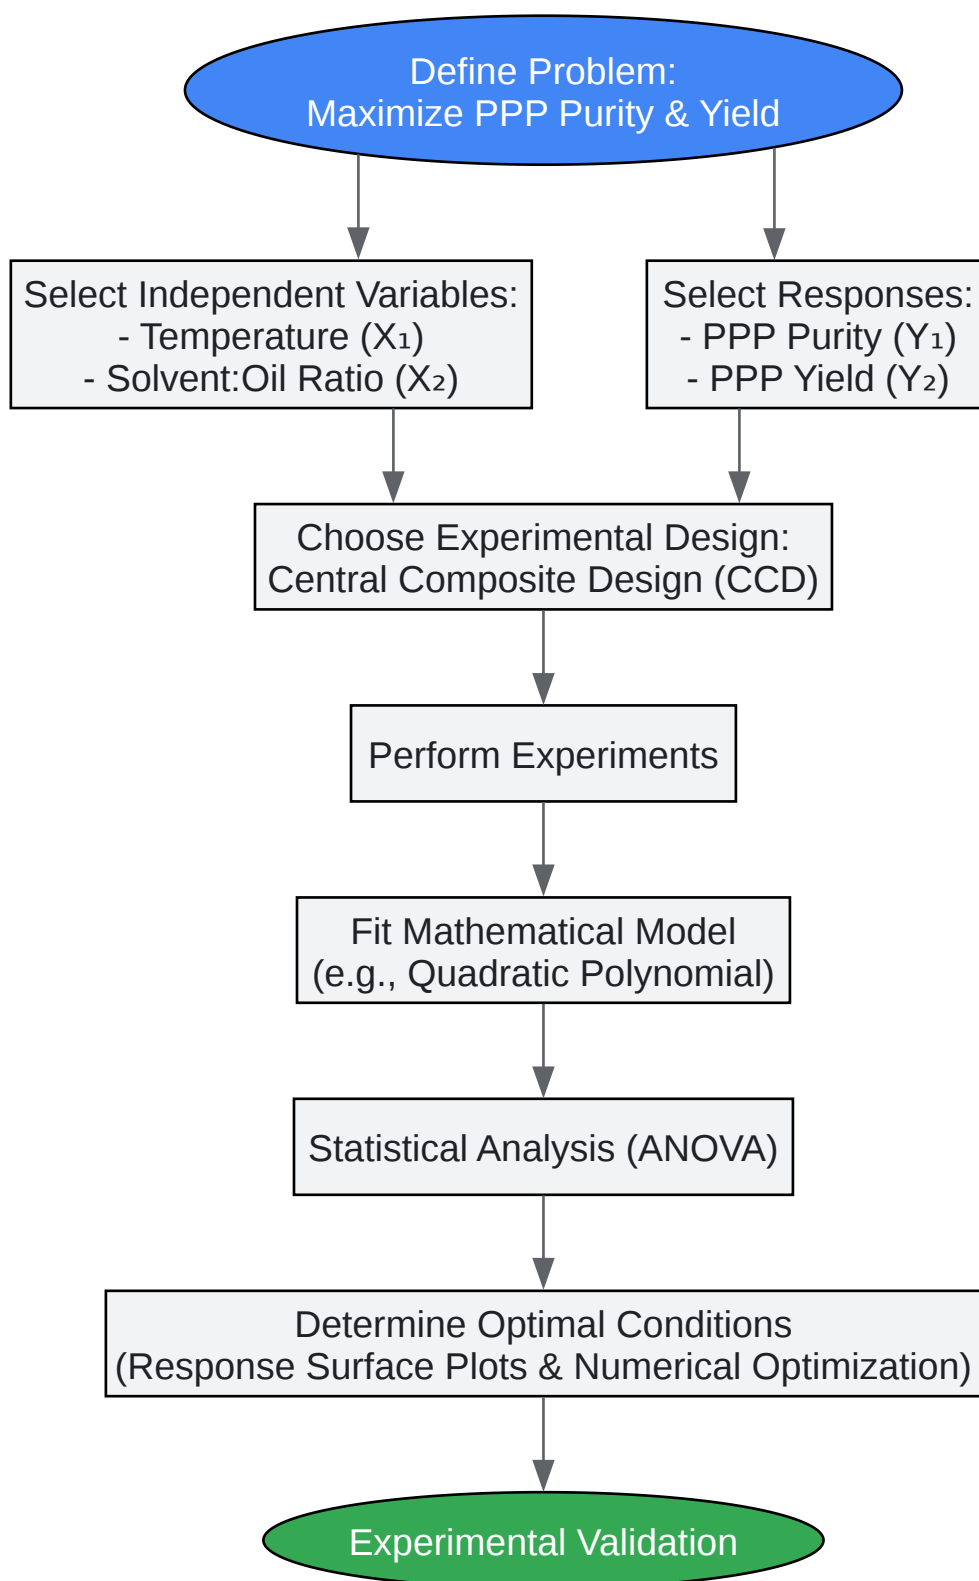 Define Problem:
Maximize PPP Purity & Yield
Select Independent Variables:
- Temperature (X₁)
- Solvent:Oil Ratio (X₂)
Select Responses:
- PPP Purity (Y₁)
- PPP Yield (Y₂)
Choose Experimental Design:
Central Composite Design (CCD)
Perform Experiments
Fit Mathematical Model
(e.g., Quadratic Polynomial)
Statistical Analysis (ANOVA)
Determine Optimal Conditions
(Response Surface Plots & Numerical Optimization)
Experimental Validation